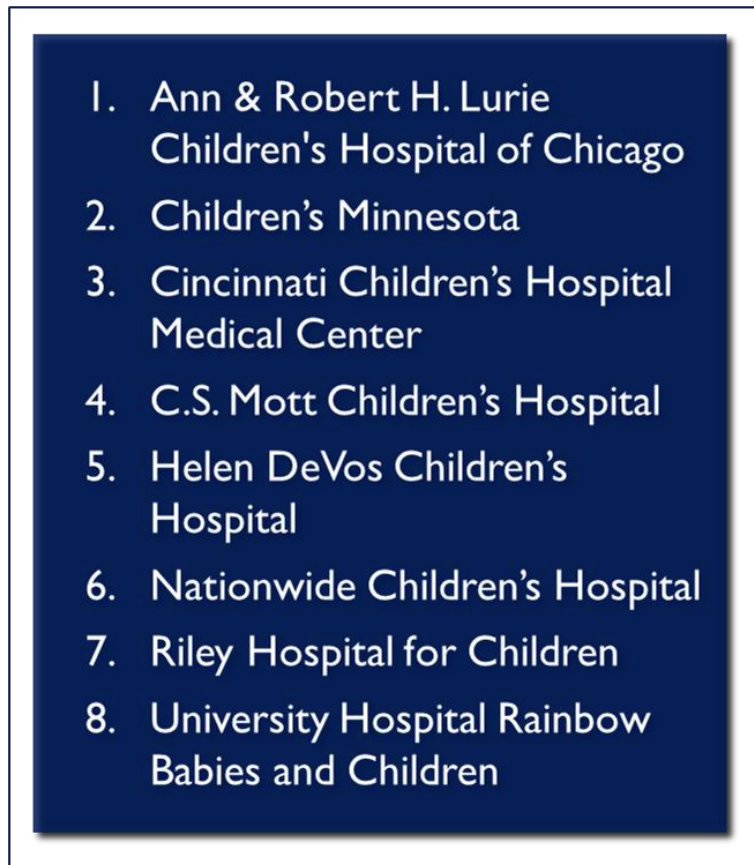 1. Ann & Robert H. Lurie
Children's Hospital of Chicago
2. Children’s Minnesota
3. Cincinnati Children’s Hospital
Medical Center
4. C.S. Mott Children’s Hospital
5. Helen DeVos Children’s
Hospital
6. Nationwide Children’s Hospital
7. Riley Hospital for Children
8. University Hospital Rainbow
Babies and Children